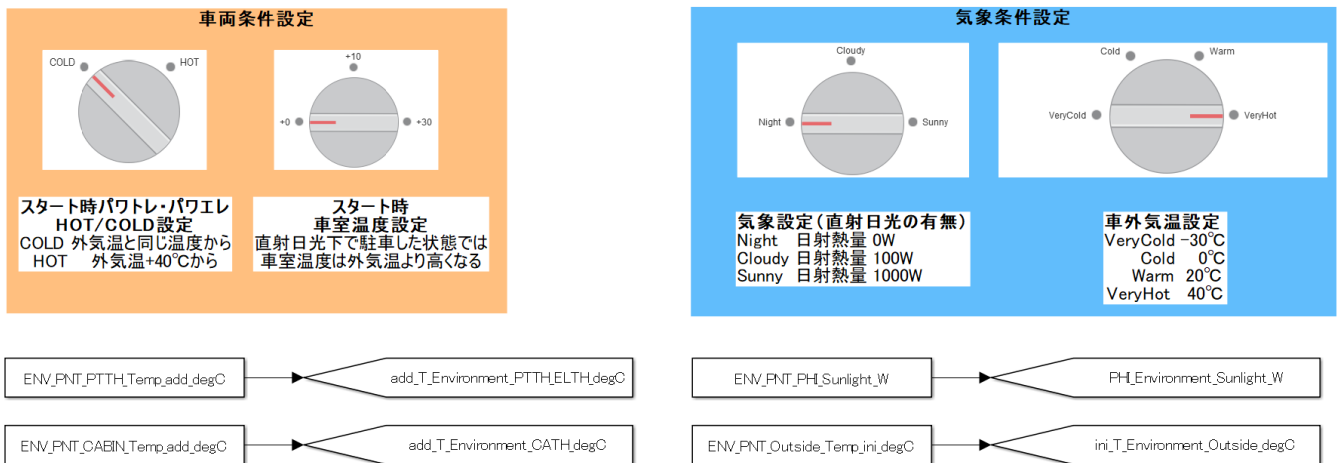 車両条件設定
COLD
HOT
+10
+0
+30
スタート時パワトレ・パワエレ
HOT/COLD設定
COLD 外気温と同じ温度から
HOT 外気温+40℃から
スタート時
車室温度設定
直射日光下で駐車した状態では
車室温度は外気温より高くなる
気象条件設定
Cloudy
Night
Sunny
Cold
Warm
VeryCold
VeryHot
気象設定(直射日光の有無)
Night 日射熱量 0W
Cloudy 日射熱量 100W
Sunny 日射熱量 1000W
車外気温設定
VeryCold -30℃
Cold 0℃
Warm 20℃
VeryHot 40℃
ENV_PNT_PTTH_Temp_add_degC
add_T_Environment_PTTH_ELTH_degC
ENV_PNT_PHI_Sunlight_W
PHI_Environment_Sunlight_W
ENV_PNT_CABIN_Temp_add_degC
add_T_Environment_CATH_degC
ENV_PNT_Outside_Temp_ini_degC
ini_T_Environment_Outside_degC